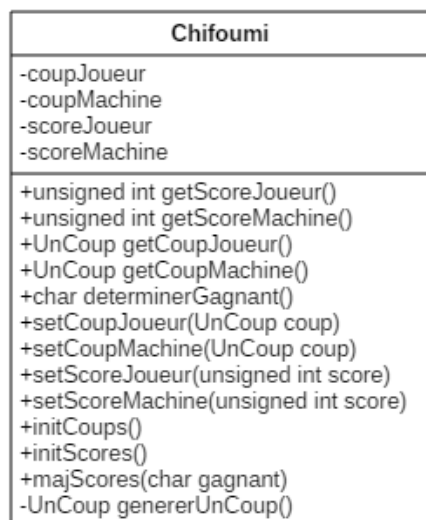 Chifoumi
-coupJoueur
-coupMachine
-scoreJoueur
-scoreMachine
+unsigned int getScoreJoueur()
+unsigned int getScoreMachine()
+UnCoup getCoupJoueur()
+UnCoup getCoupMachine()
+char determinerGagnant()
+setCoupJoueur(UnCoup coup)
+setCoupMachine(UnCoup coup)
+setScoreJoueur(unsigned int score)
+setScoreMachine(unsigned int score)
+initCoups()
+initScores()
+majScores(char gagnant)
-UnCoup genererUnCoup()